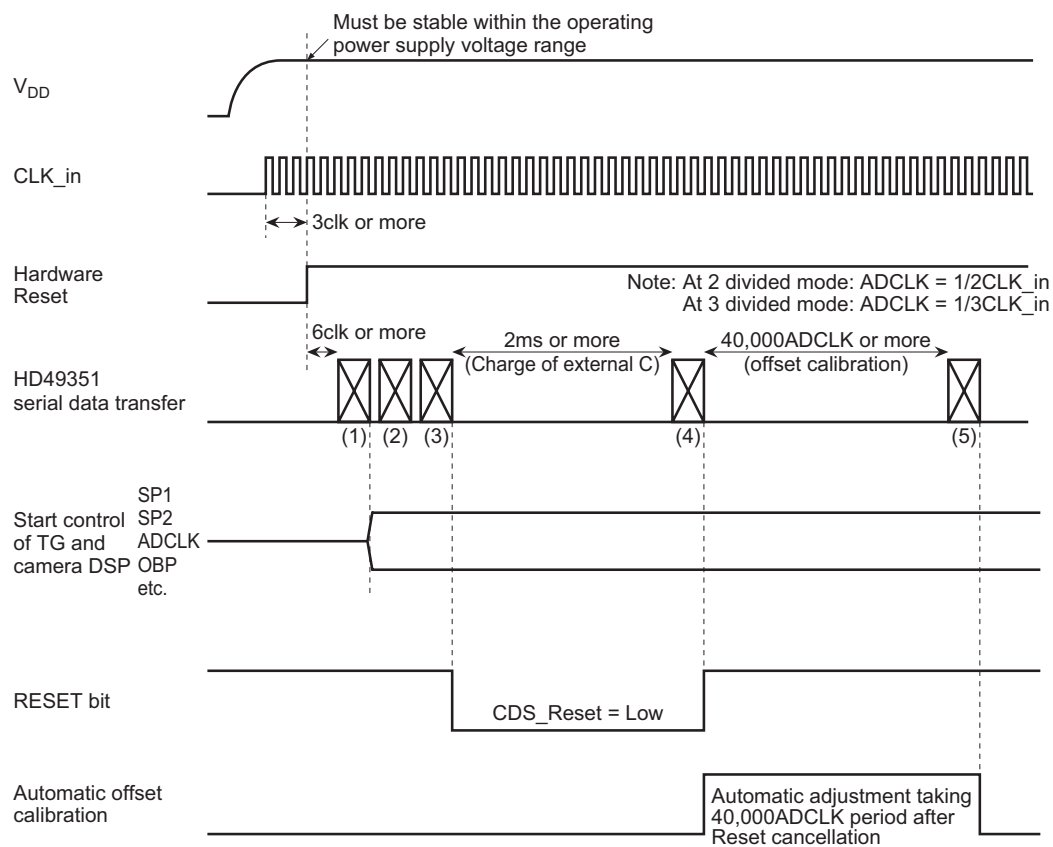 Must be stable within the operating
power supply voltage range
VDD
CLK_in
3clk or more
Hardware
Reset
Note: At 2 divided mode: ADCLK = 1/2CLK_in
At 3 divided mode: ADCLK = 1/3CLK_in
6clk or more
2ms or more
(Charge of external C)
40,000ADCLK or more
(offset calibration)
HD49351
serial data transfer
(1)
(2)
(3)
(4)
(5)
Start control
of TG and
camera DSP
SP1
SP2
ADCLK
OBP
etc.
RESET bit
CDS_Reset = Low
Automatic offset
calibration
Automatic adjustment taking
40,000ADCLK period after
Reset cancellation